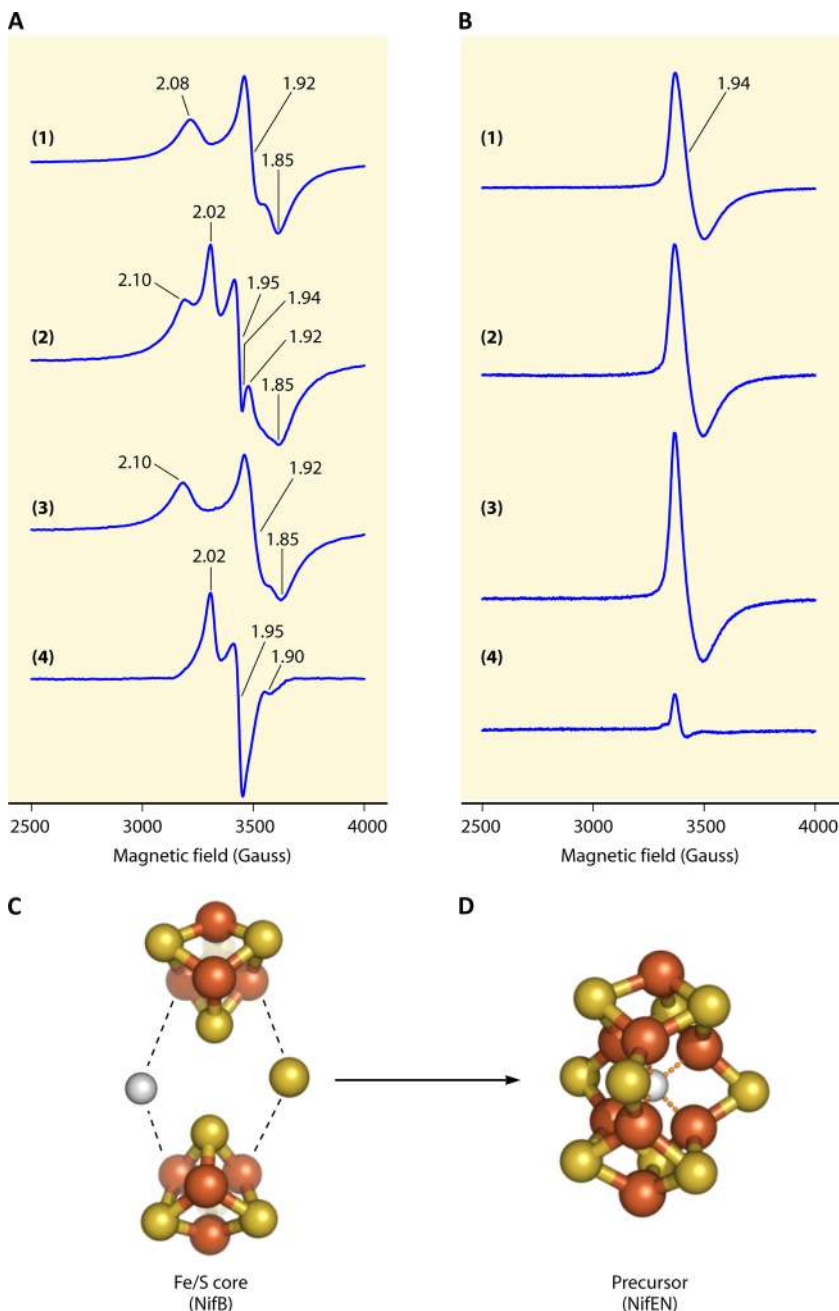 A
2.08
1.92
(1)
1.85
2.02
2.10
1.95
1.94
(2)
1.92
1.85
2.10
1.92
(3)
2.02
1.85
(4)
1.95
1.90
2500 3000 3500 4000
Magnetic field (Gauss)
B
1.94
(1)
(2)
(3)
(4)
2500 3000 3500 4000
Magnetic field (Gauss)
C
Fe/S core
(NifB)
D
Precursor
(NifEN)